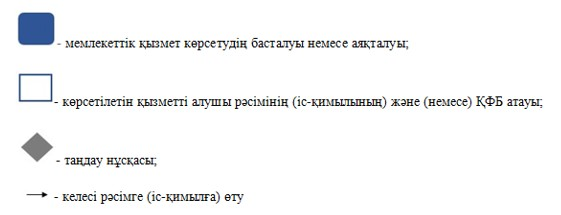 - мемлекеттік қызмет көрсетудің басталуы немесе аяқталуы;
- көрсетілетін қызметті алушы рәсімінің (іс-қимылының) және (немесе) ҚФБ атауы;
- таңдау нұсқасы;
- келесі рәсімге (іс-қимылға) өту